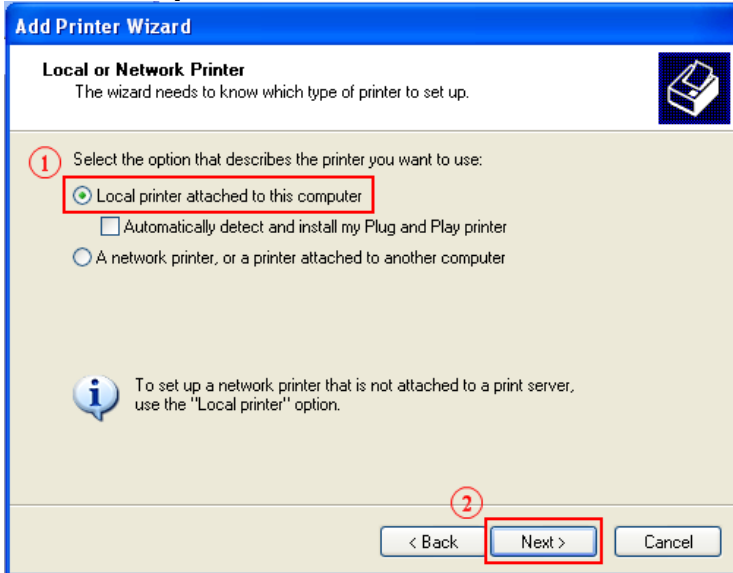 Add Printer Wizard
Local or Network Printer
The wizard needs to know which type of printer to set up.
1 Select the option that describes the printer you want to use:
Local printer attached to this computer
Automatically detect and install my Plug and Play printer
A network printer, or a printer attached to another computer
To set up a network printer that is not attached to a print server,
use the "Local printer" option.
2
< Back Next > Cancel